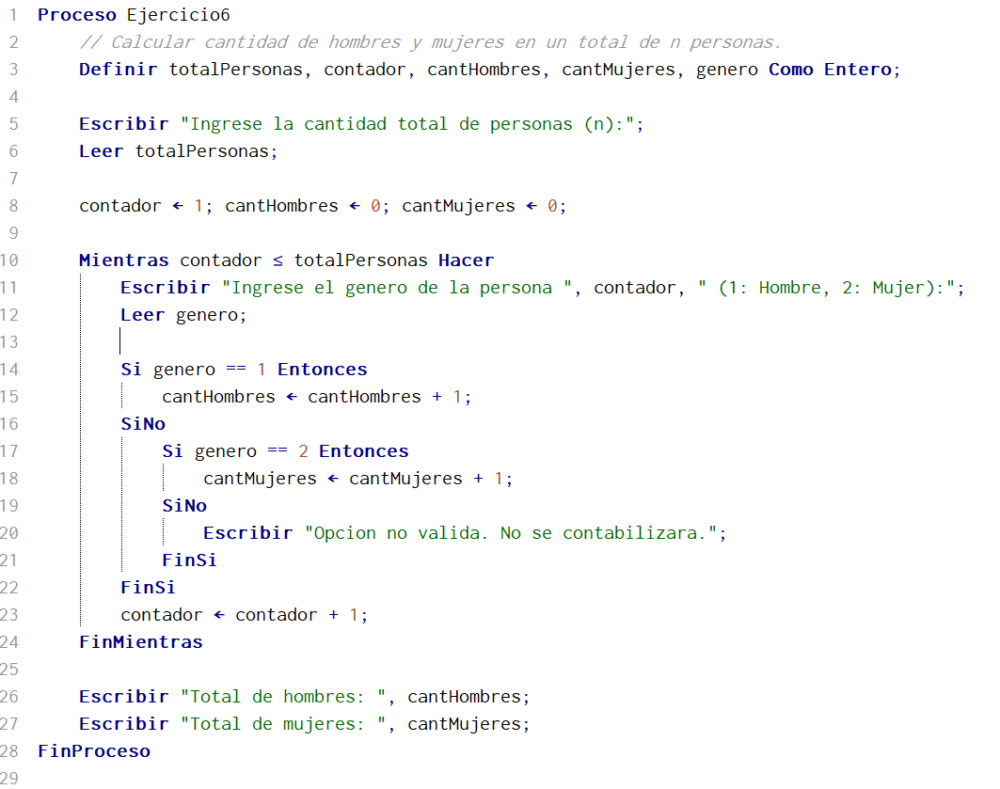 1 Proceso Ejercicio6
2 // Calcular cantidad de hombres y mujeres en un total de n personas.
3 Definir totalPersonas, contador, cantHombres, cantMujeres, genero Como Entero;
4
5 Escribir "Ingrese la cantidad total de personas (n):";
6 Leer totalPersonas;
7
8 contador ← 1; cantHombres ← 0; cantMujeres ← 0;
9
10 Mientras contador ≤ totalPersonas Hacer
11 Escribir "Ingrese el genero de la persona ", contador, " (1: Hombre, 2: Mujer):";
12 Leer genero;
13
14 Si genero == 1 Entonces
15 cantHombres ← cantHombres + 1;
16 SiNo
17 Si genero == 2 Entonces
18 cantMujeres ← cantMujeres + 1;
19 SiNo
20 Escribir "Opcion no valida. No se contabilizara.";
21 FinSi
22 FinSi
23 contador ← contador + 1;
24 FinMientras
25
26 Escribir "Total de hombres: ", cantHombres;
27 Escribir "Total de mujeres: ", cantMujeres;
28 FinProceso
29